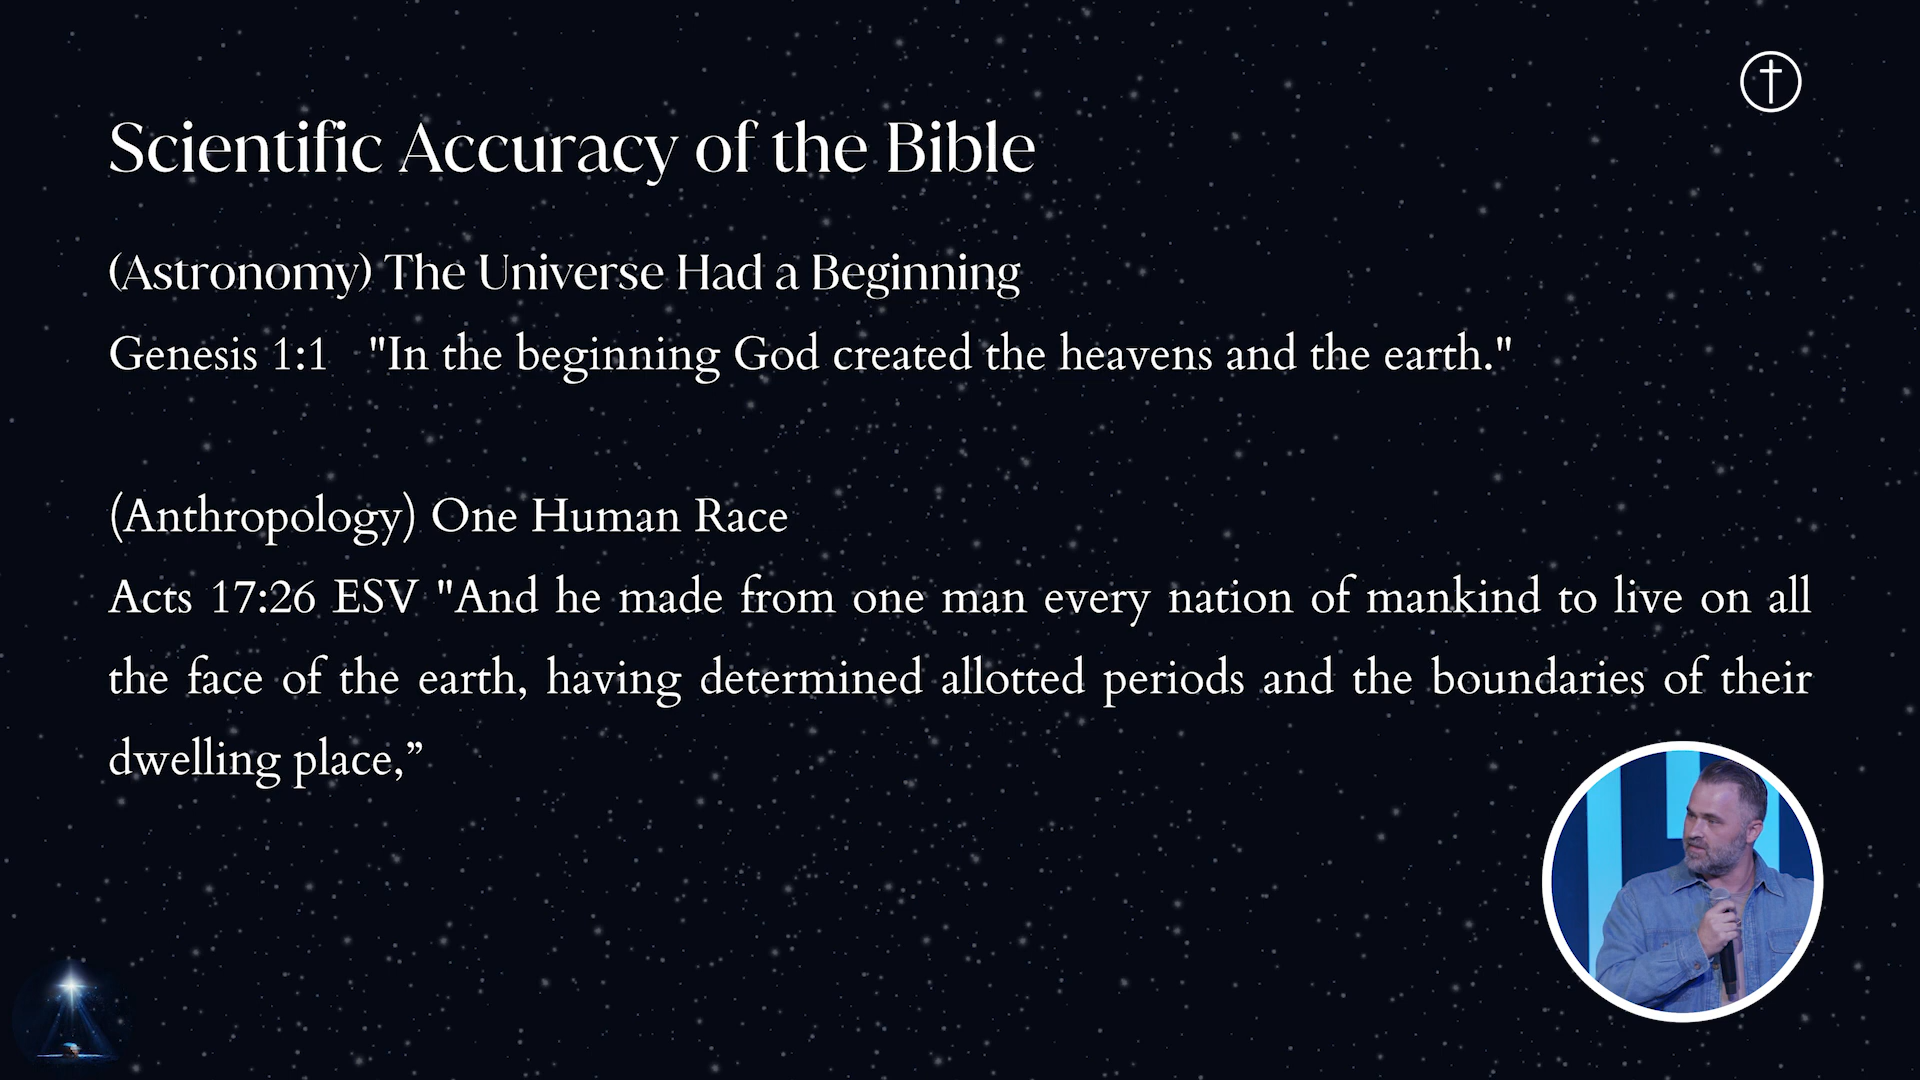 Scientific Accuracy of the Bible
(Astronomy) The Universe Had a Beginning
Genesis 1:1 "In the beginning God created the heavens and the earth."
(Anthropology) One Human Race
Acts 17:26 ESV "And he made from one man every nation of mankind to live on all
the face of the earth, having determined allotted periods and the boundaries of their
dwelling place,”